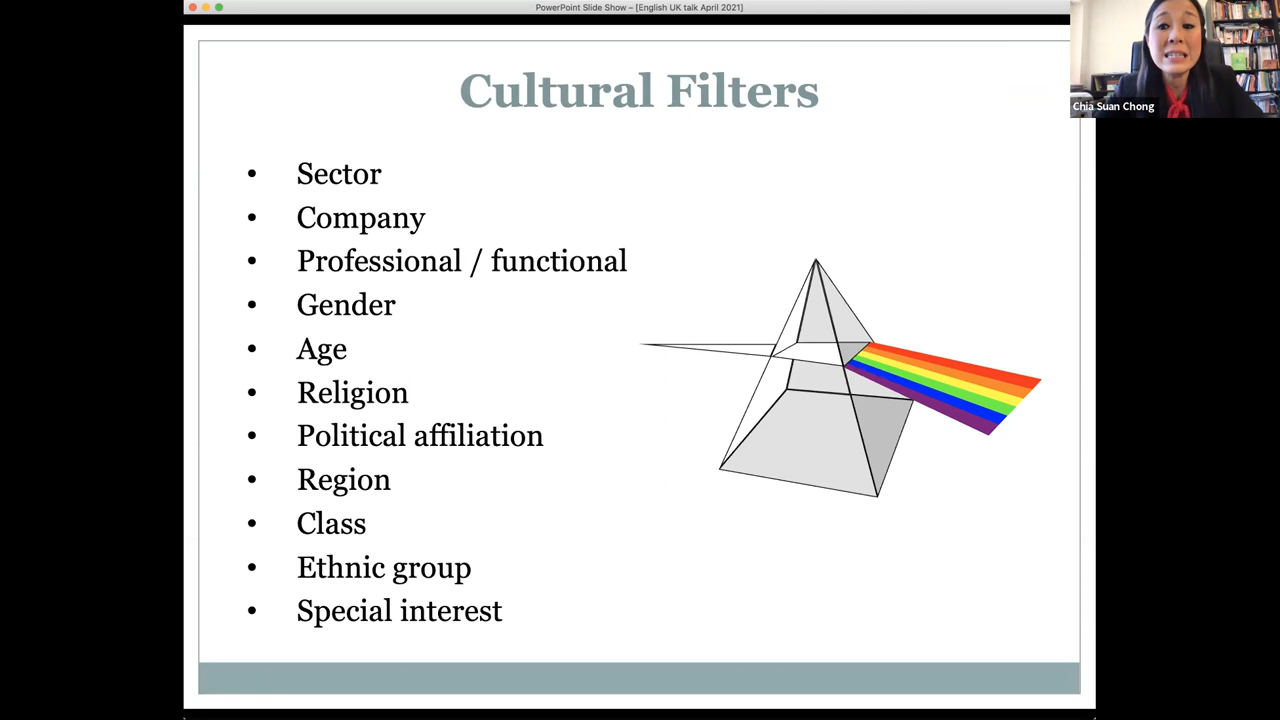 PowerPoint Slide Show – [English UK talk April 2021]
Chia Suan Chong
Cultural Filters
• Sector
• Company
• Professional / functional
• Gender
• Age
• Religion
• Political affiliation
• Region
• Class
• Ethnic group
• Special interest